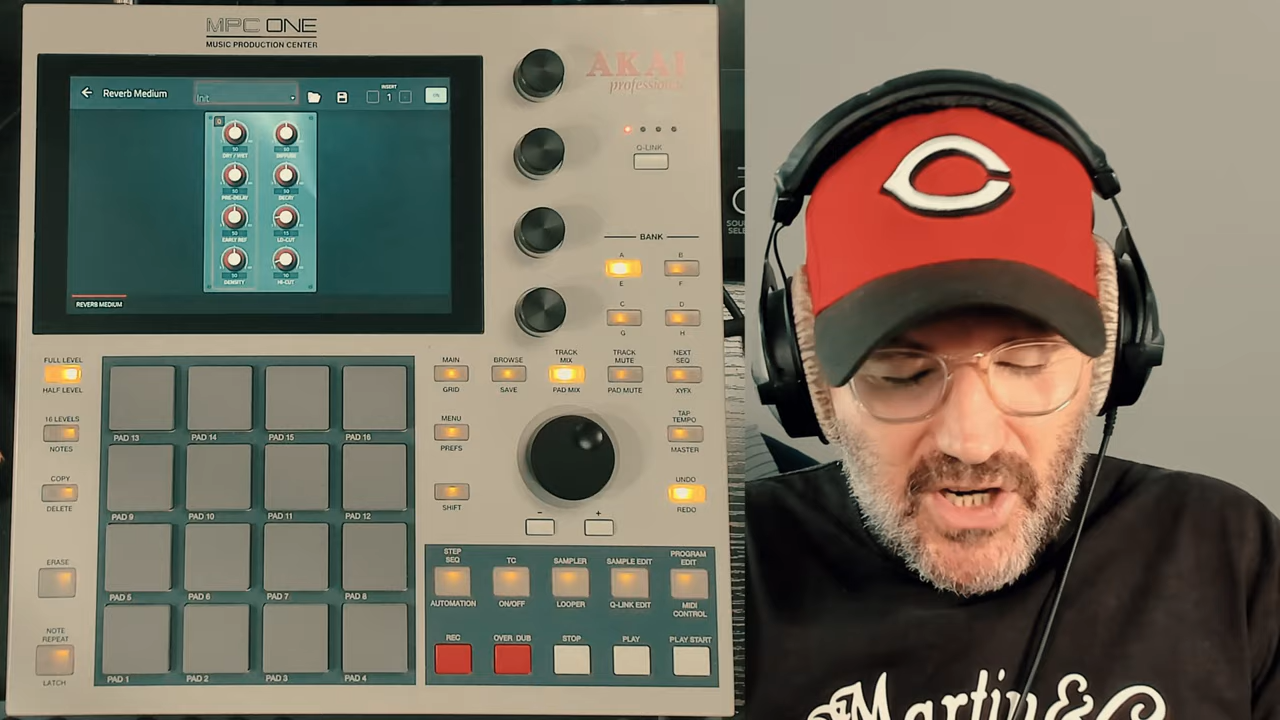 MPC ONE
MUSIC PRODUCTION CENTER
AKAI
professional
Reverb Medium
Init
INSERT
1
DRY / WET
DIFFUSE
PRE-DELAY
DECAY
EARLY REF
LO-CUT
DENSITY
HI-CUT
REVERB MEDIUM
Q-LINK
BANK
A
B
E
F
C
D
G
H
FULL LEVEL
HALF LEVEL
16 LEVELS
NOTES
COPY
DELETE
ERASE
NOTE
REPEAT
LATCH
PAD 13
PAD 14
PAD 15
PAD 16
PAD 9
PAD 10
PAD 11
PAD 12
PAD 5
PAD 6
PAD 7
PAD 8
PAD 1
PAD 2
PAD 3
PAD 4
MAIN
GRID
BROWSE
SAVE
TRACK
MIX
PAD MIX
TRACK
MUTE
PAD MUTE
NEXT
SEQ
XYFX
MENU
PREFS
TAP
TEMPO
MASTER
SHIFT
UNDO
REDO
-
+
STEP
SEQ
AUTOMATION
TC
ON/OFF
SAMPLER
LOOPER
SAMPLE EDIT
Q-LINK EDIT
PROGRAM
EDIT
MIDI
CONTROL
REC
OVER DUB
STOP
PLAY
PLAY START
C
Martin & C